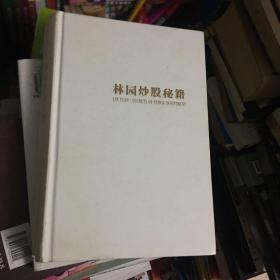 林园炒股秘籍
LIN YUAN: SECRETS OF STOCK INVESTMENT